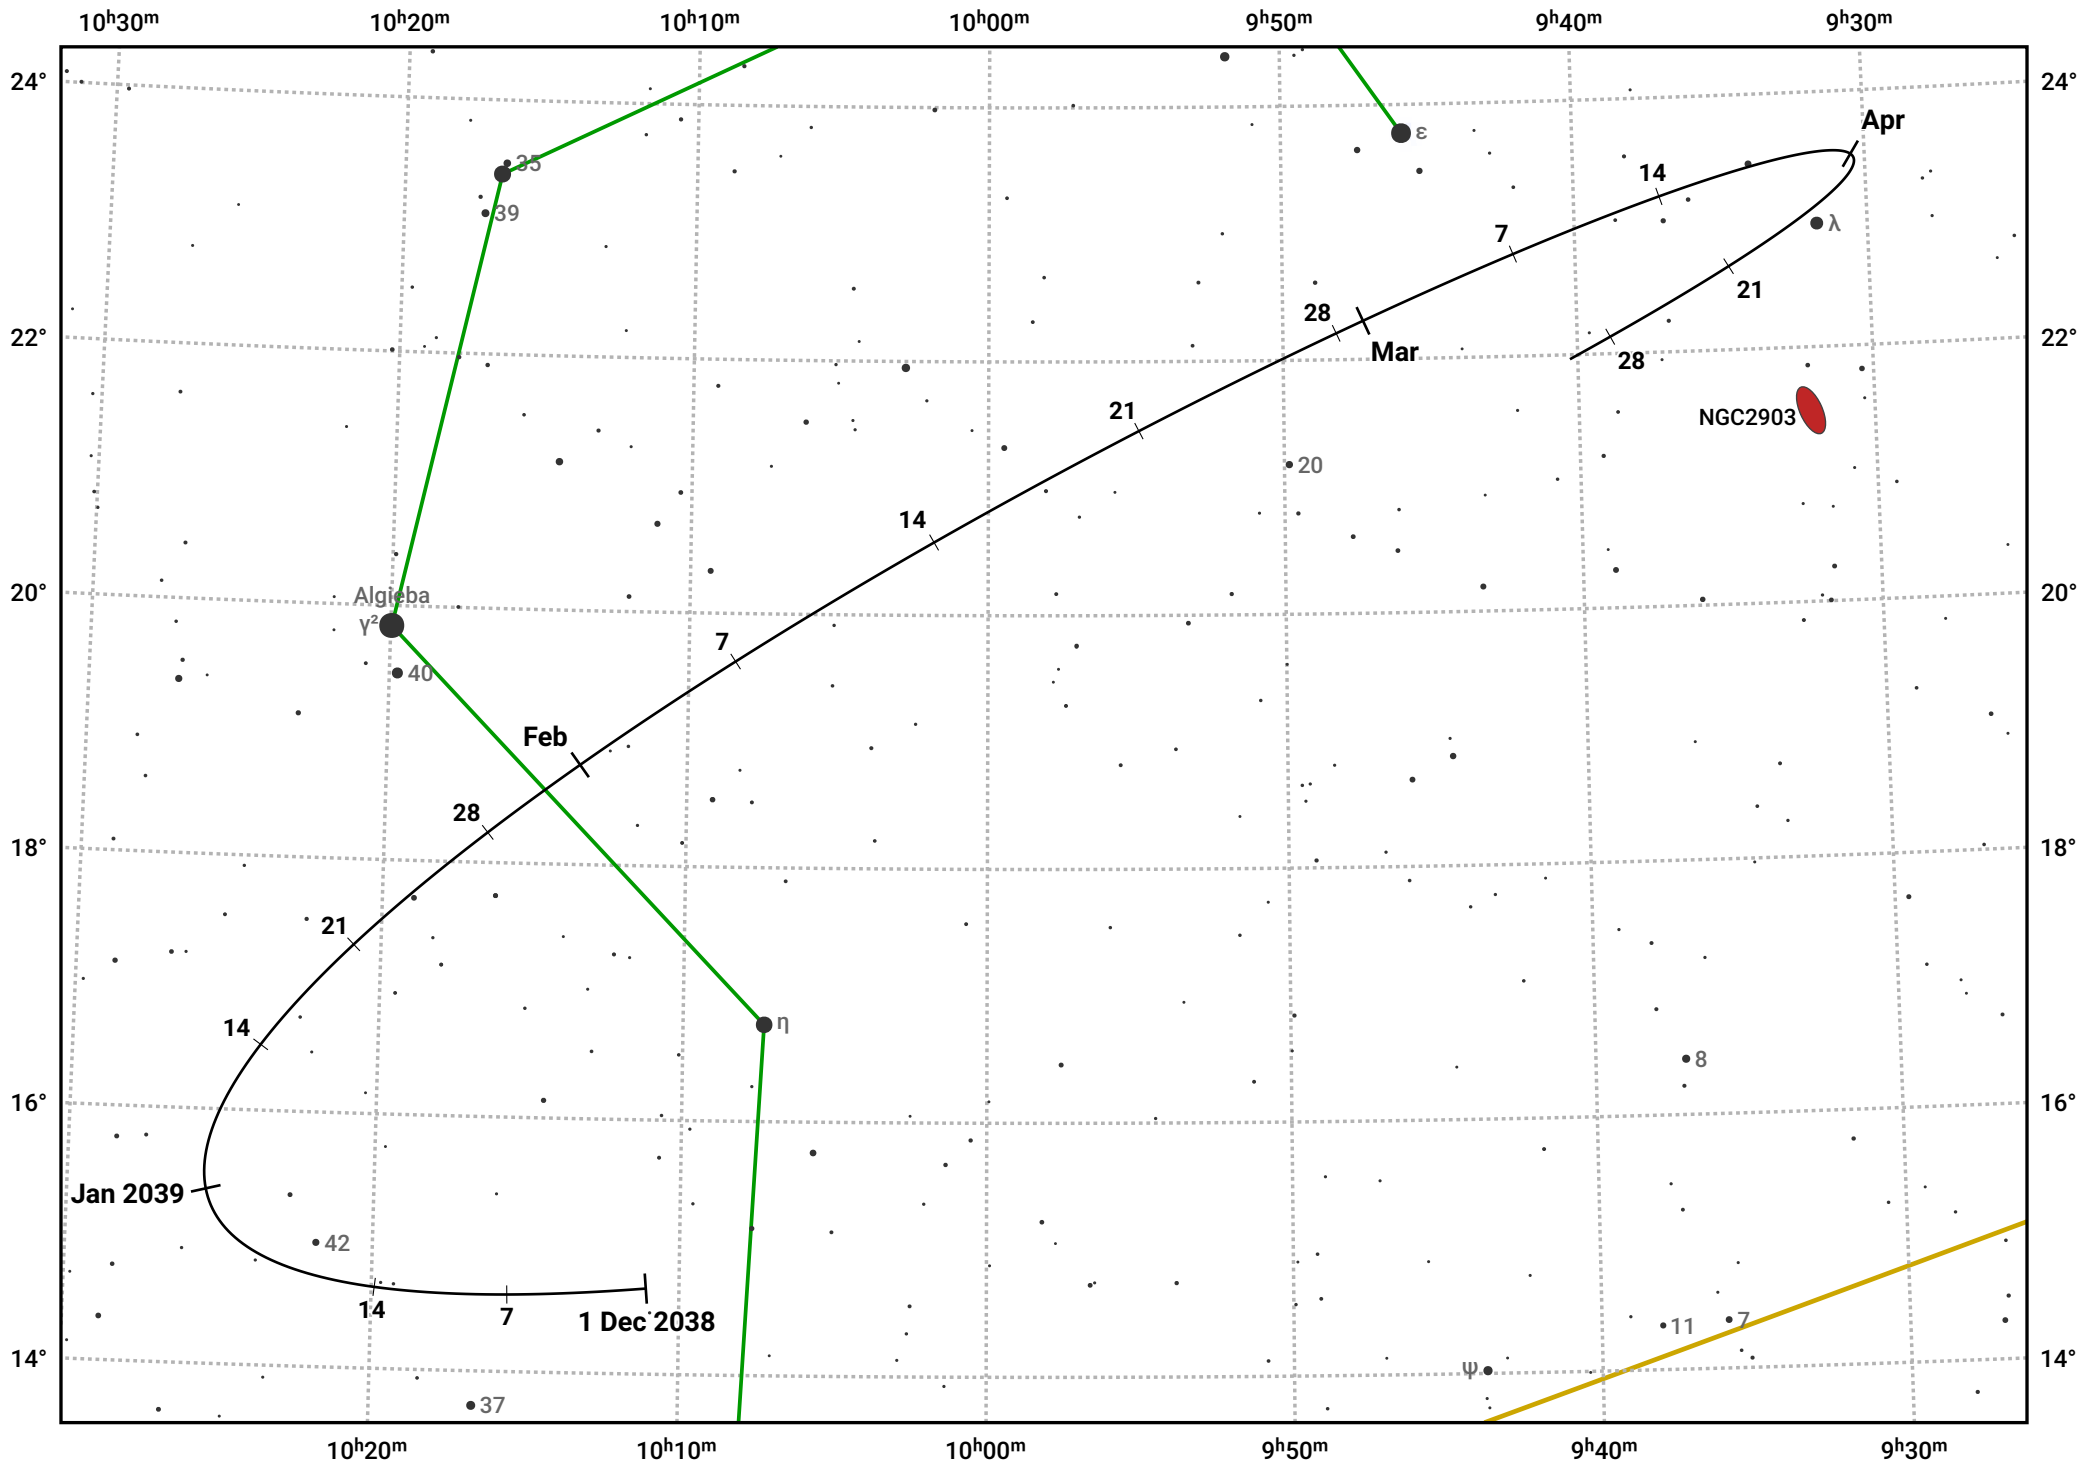 10ʰ30ᵐ 10ʰ20ᵐ 10ʰ10ᵐ 10ʰ00ᵐ 9ʰ50ᵐ 9ʰ40ᵐ 9ʰ30ᵐ
24° 24°
Apr
ε
35
14
39
λ
7
21
28
22° 22°
Mar
28
21
NGC2903
20
14
20° 20°
Algieba
γ²
7
40
Feb
28
18° 18°
21
14
η
8
16° 16°
Jan 2039
42
14
7
1 Dec 2038
11
7
14° 14°
ψ
37
10ʰ20ᵐ 10ʰ10ᵐ 10ʰ00ᵐ 9ʰ50ᵐ 9ʰ40ᵐ 9ʰ30ᵐ